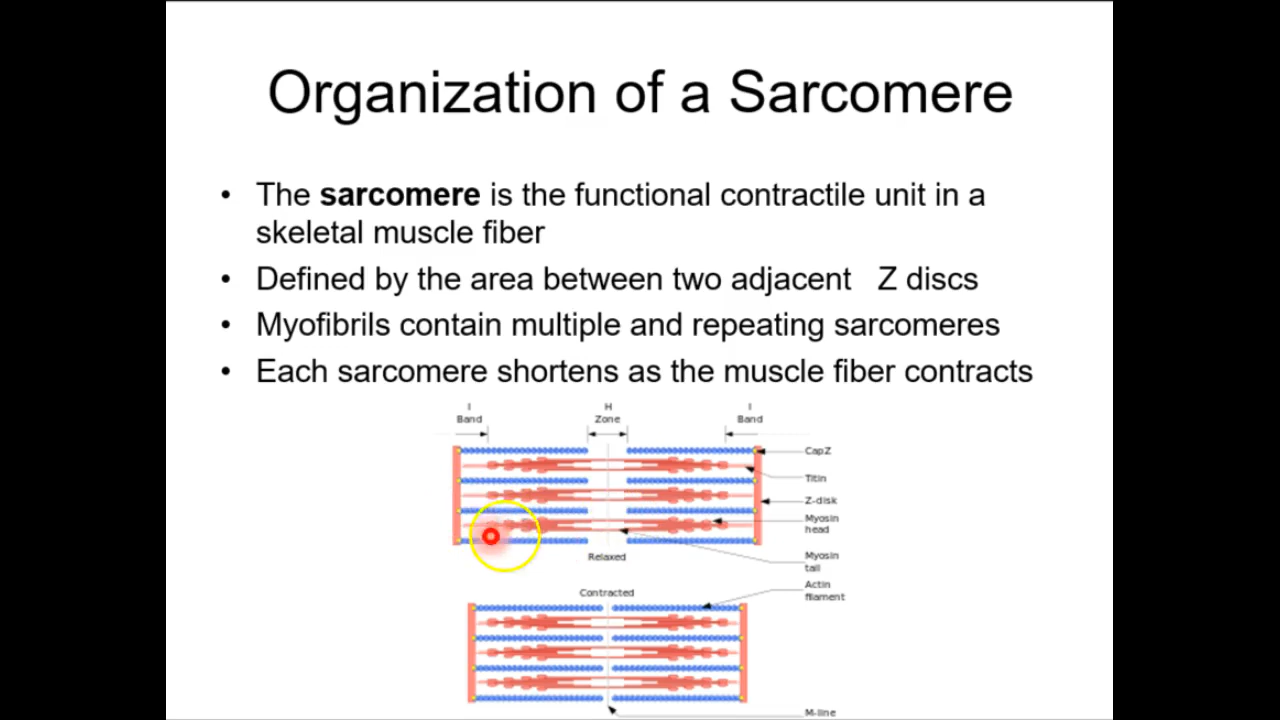 Organization of a Sarcomere
• The sarcomere is the functional contractile unit in a
skeletal muscle fiber
• Defined by the area between two adjacent Z discs
• Myofibrils contain multiple and repeating sarcomeres
• Each sarcomere shortens as the muscle fiber contracts
I
Band
H
Zone
I
Band
CapZ
Titin
Z-disk
Myosin
head
Myosin
tail
Relaxed
Actin
filament
Contracted
M-line